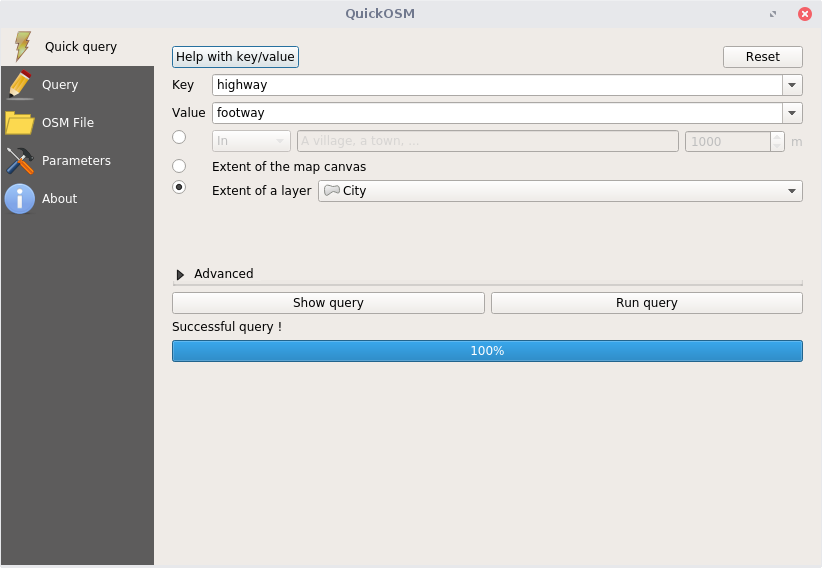 QuickOSM
Quick query
Query
OSM File
Parameters
About
Help with key/value
Reset
Key highway
Value footway
In A village, a town, ... 1000 m
Extent of the map canvas
Extent of a layer City
Advanced
Show query Run query
Successful query !
100%